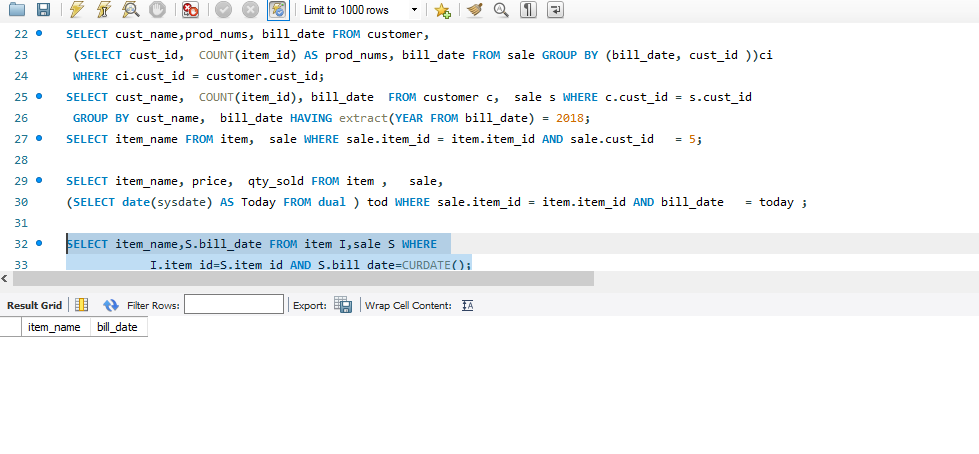 Limit to 1000 rows
22 SELECT cust_name,prod_nums, bill_date FROM customer,
23 (SELECT cust_id, COUNT(item_id) AS prod_nums, bill_date FROM sale GROUP BY (bill_date, cust_id ))ci
24 WHERE ci.cust_id = customer.cust_id;
25 SELECT cust_name, COUNT(item_id), bill_date FROM customer c, sale s WHERE c.cust_id = s.cust_id
26 GROUP BY cust_name, bill_date HAVING extract(YEAR FROM bill_date) = 2018;
27 SELECT item_name FROM item, sale WHERE sale.item_id = item.item_id AND sale.cust_id = 5;
28
29 SELECT item_name, price, qty_sold FROM item , sale,
30 (SELECT date(sysdate) AS Today FROM dual ) tod WHERE sale.item_id = item.item_id AND bill_date = today ;
31
32 SELECT item_name,S.bill_date FROM item I,sale S WHERE
33 I.item_id=S.item_id AND S.bill_date=CURDATE();
Result Grid Filter Rows: Export: Wrap Cell Content: IA
item_name bill_date